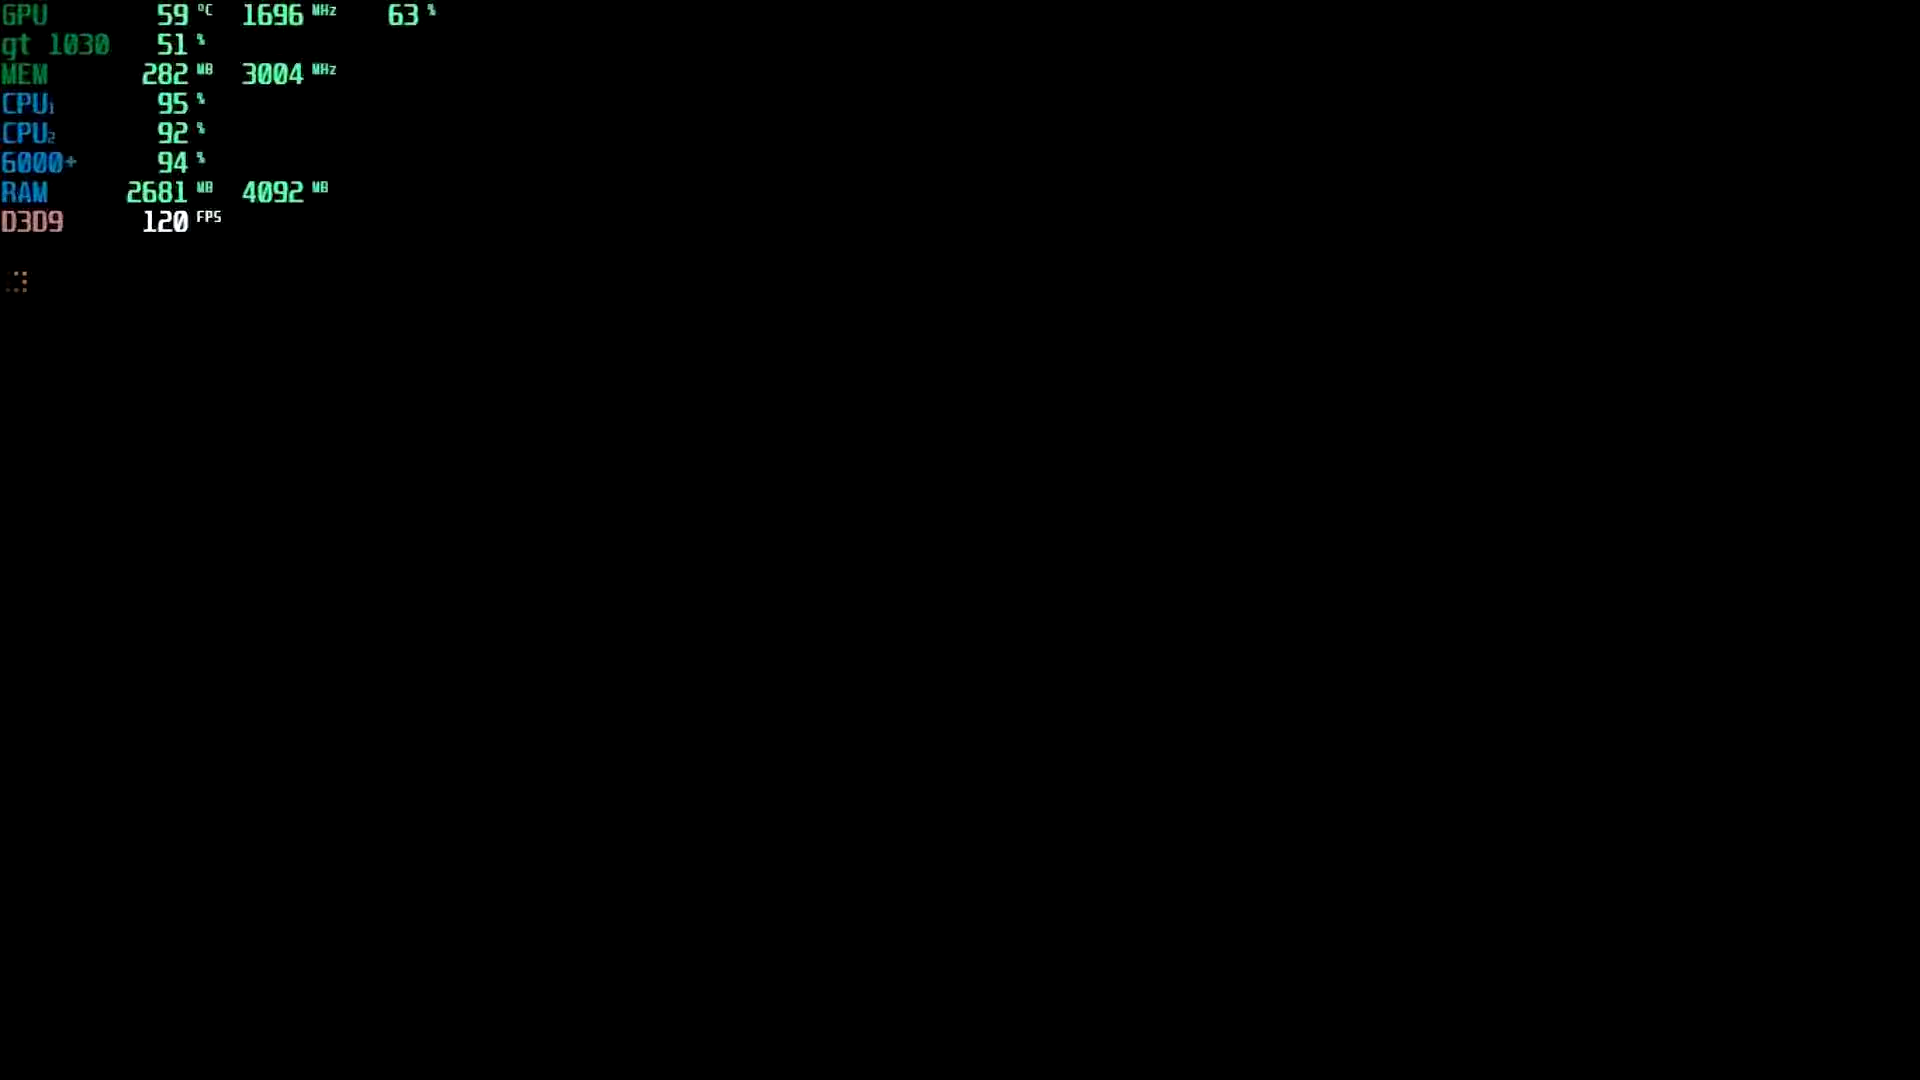 GPU 59 °C 1696 MHz 63 %
gt 1030 51 %
MEM 282 MB 3004 MHz
CPU1 95 %
CPU2 92 %
6000+ 94 %
RAM 2681 MB 4092 MB
D3D9 120 FPS